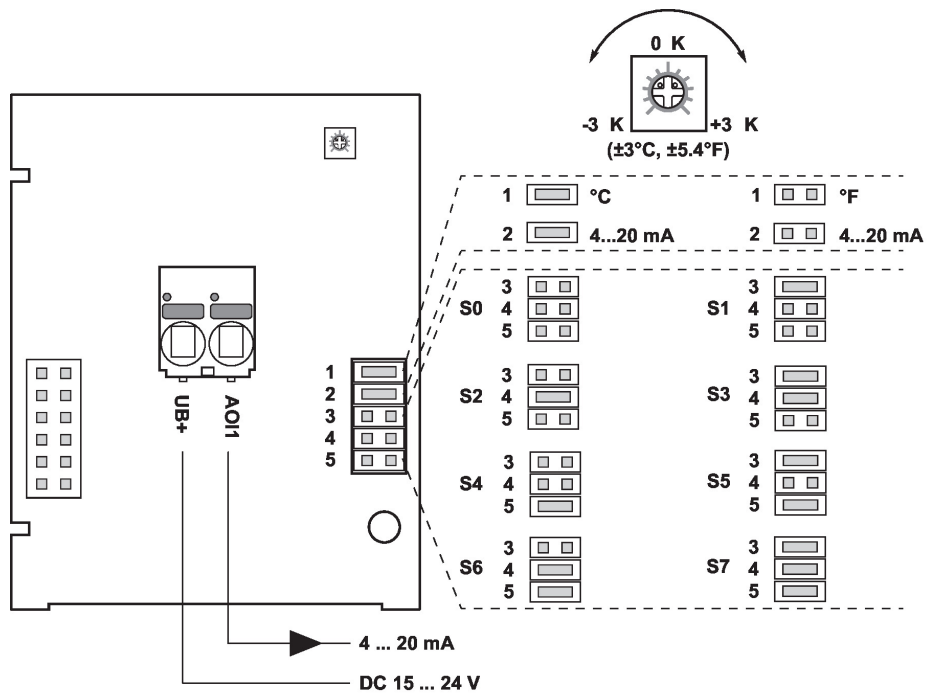 0 K
-3 K
+3 K
(±3°C, ±5.4°F)
1 °C
1 °F
2 4...20 mA
2 4...20 mA
S0 3 4 5
S1 3 4 5
S2 3 4 5
S3 3 4 5
S4 3 4 5
S5 3 4 5
S6 3 4 5
S7 3 4 5
1
2
3
4
5
UB+
AOI1
4 ... 20 mA
DC 15 ... 24 V